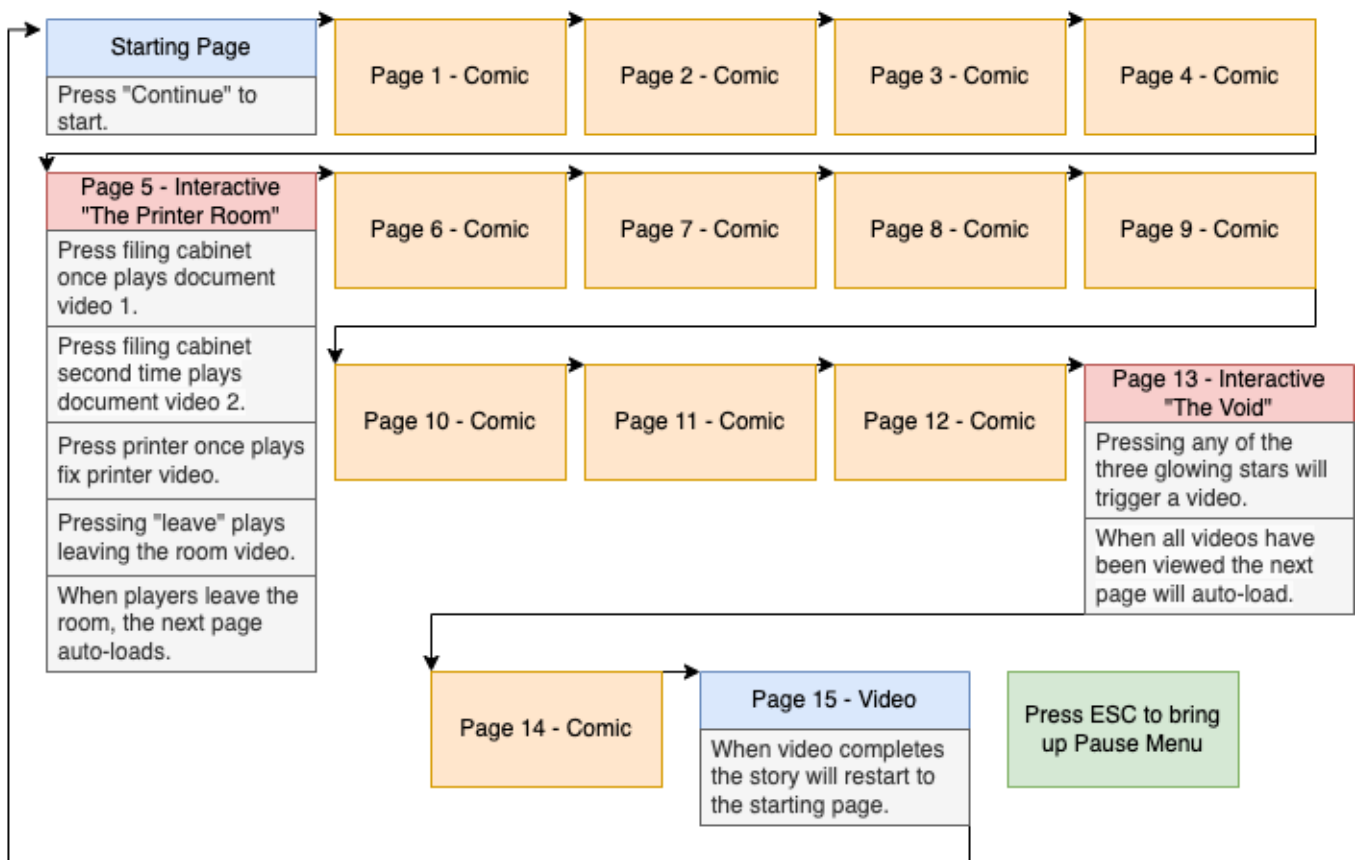 Starting Page
Press "Continue" to
start.
Page 1 - Comic
Page 2 - Comic
Page 3 - Comic
Page 4 - Comic
Page 5 - Interactive
"The Printer Room"
Press filing cabinet
once plays document
video 1.
Press filing cabinet
second time plays
document video 2.
Press printer once plays
fix printer video.
Pressing "leave" plays
leaving the room video.
When players leave the
room, the next page
auto-loads.
Page 6 - Comic
Page 7 - Comic
Page 8 - Comic
Page 9 - Comic
Page 10 - Comic
Page 11 - Comic
Page 12 - Comic
Page 13 - Interactive
"The Void"
Pressing any of the
three glowing stars will
trigger a video.
When all videos have
been viewed the next
page will auto-load.
Page 14 - Comic
Page 15 - Video
When video completes
the story will restart to
the starting page.
Press ESC to bring
up Pause Menu